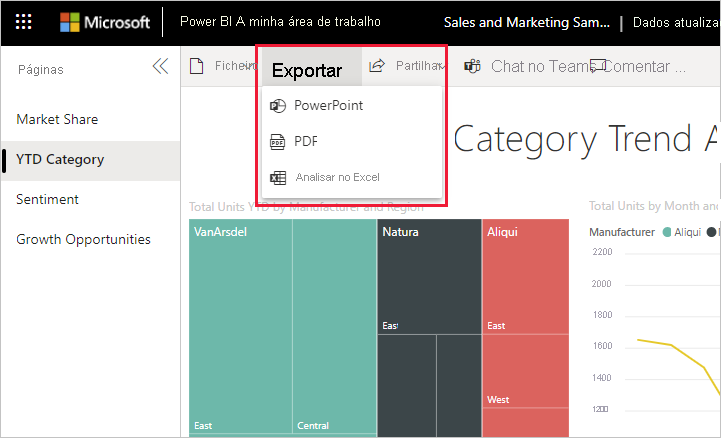 Microsoft
Power BI A minha área de trabalho
Sales and Marketing Sam...
Dados atualiza
Páginas
Ficheiro
Exportar
Partilhar
Chat no Teams Comentar ...
PowerPoint
PDF
Analisar no Excel
Market Share
YTD Category
Sentiment
Growth Opportunities
Category Trend A
Total Units YTD by Manufacturer and Region
Total Units by Month and
VanArsdel
Natura
Aliqui
Manufacturer Aliqui
2200
2000
1800
1600
1400
1200
East
East
West
East
Central